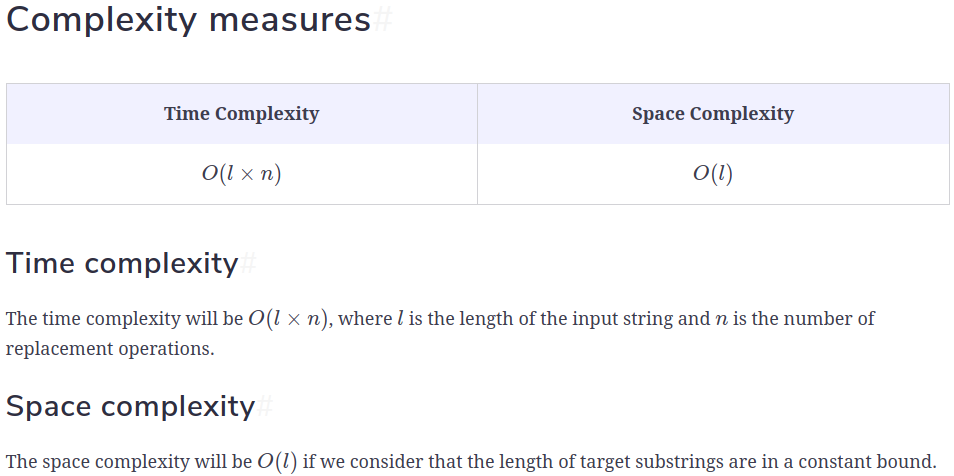 Complexity measures#
Time Complexity Space Complexity
O(l × n) O(l)
Time complexity#
The time complexity will be O(l × n), where l is the length of the input string and n is the number of
replacement operations.
Space complexity#
The space complexity will be O(l) if we consider that the length of target substrings are in a constant bound.